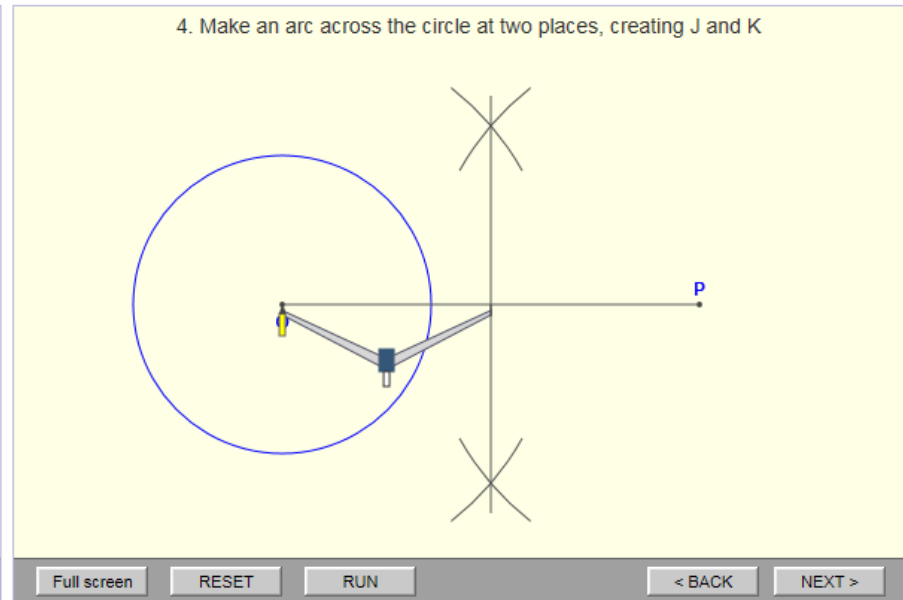 4. Make an arc across the circle at two places, creating J and K
P
Full screen
RESET
RUN
< BACK
NEXT >